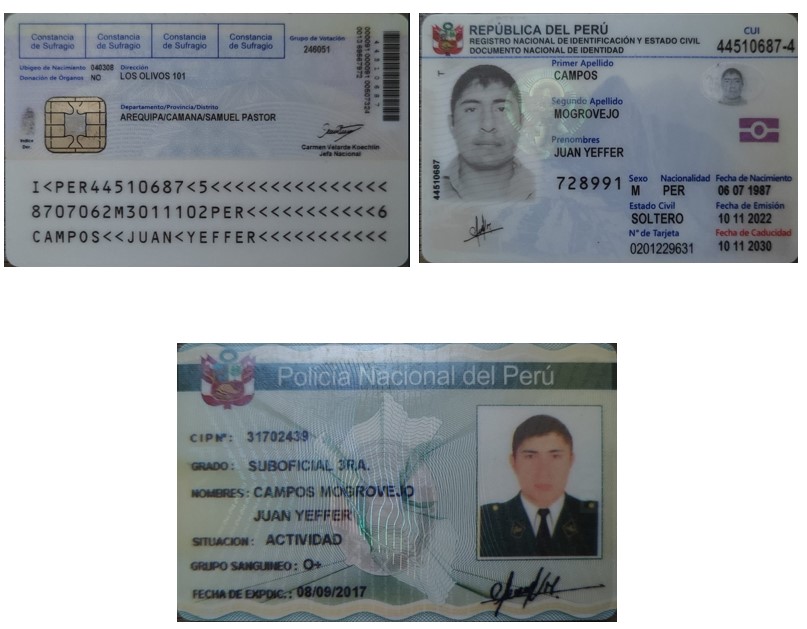 Constancia de Sufragio
Constancia de Sufragio
Constancia de Sufragio
Constancia de Sufragio
Grupo de Votación
246051
Ubigeo de Nacimiento 040308 Dirección
Donación de Órganos NO LOS OLIVOS 101
Departamento/Provincia/Distrito
AREQUIPA/CAMANA/SAMUEL PASTOR
Carmen Velarde Koechlin
Jefa Nacional
I<PER44510687<5<<<<<<<<<<<<<<<
8707062M3011102PER<<<<<<<<<<<6
CAMPOS<<JUAN<YEFFER<<<<<<<<<<<
REPÚBLICA DEL PERÚ
REGISTRO NACIONAL DE IDENTIFICACIÓN Y ESTADO CIVIL
DOCUMENTO NACIONAL DE IDENTIDAD
CUI
44510687-4
Primer Apellido
CAMPOS
Segundo Apellido
MOGROVEJO
Prenombres
JUAN YEFFER
44510687
728991
Sexo Nacionalidad Fecha de Nacimiento
M PER 06 07 1987
Estado Civil Fecha de Emisión
SOLTERO 10 11 2022
N° de Tarjeta Fecha de Caducidad
0201229631 10 11 2030
Policía Nacional del Perú
CIP Nº: 31702439
GRADO: SUBOFICIAL 3RA.
NOMBRES: CAMPOS MOGROVEJO
JUAN YEFFER
SITUACION: ACTIVIDAD
GRUPO SANGUINEO: O+
FECHA DE EXPDIC.: 08/09/2017